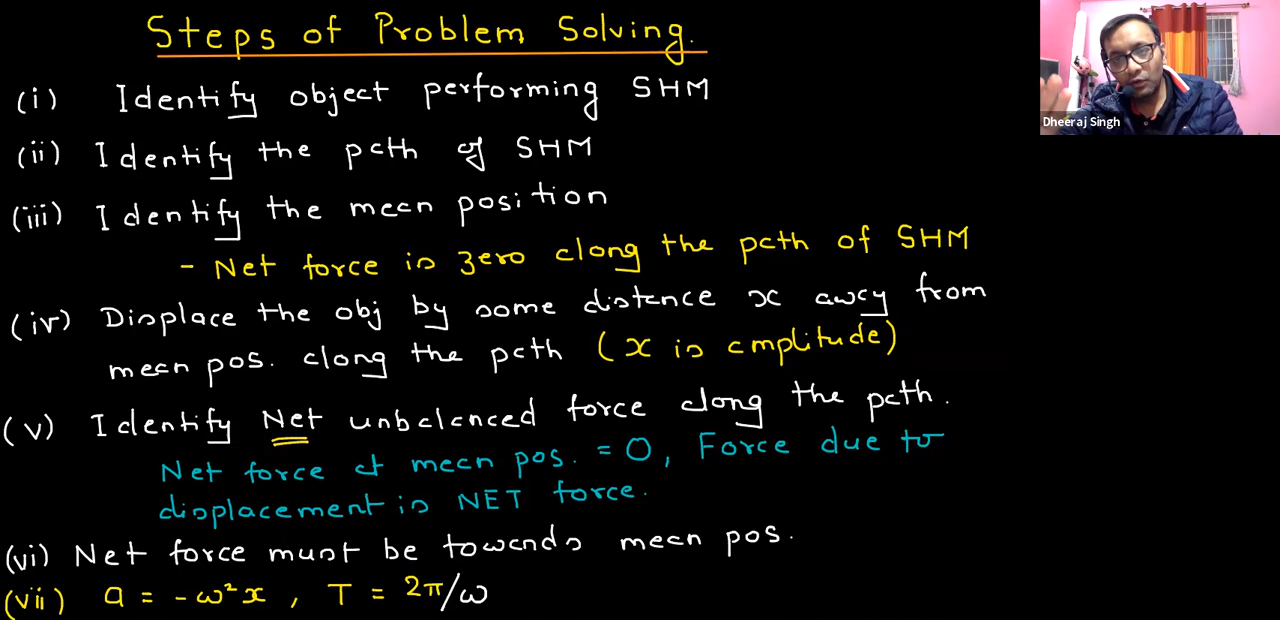 Steps of Problem Solving.
(i) Identify object performing SHM
(ii) Identify the path of SHM
(iii) Identify the mean position
- Net force is zero along the path of SHM
(iv) Displace the obj by some distance x away from
mean pos. along the path (x is amplitude)
(v) Identify Net unbalanced force along the path.
Net force at mean pos. = 0, Force due to
displacement is NET force.
(vi) Net force must be towards mean pos.
(vii) a = -ω²x , T = 2π/ω
Dheeraj Singh